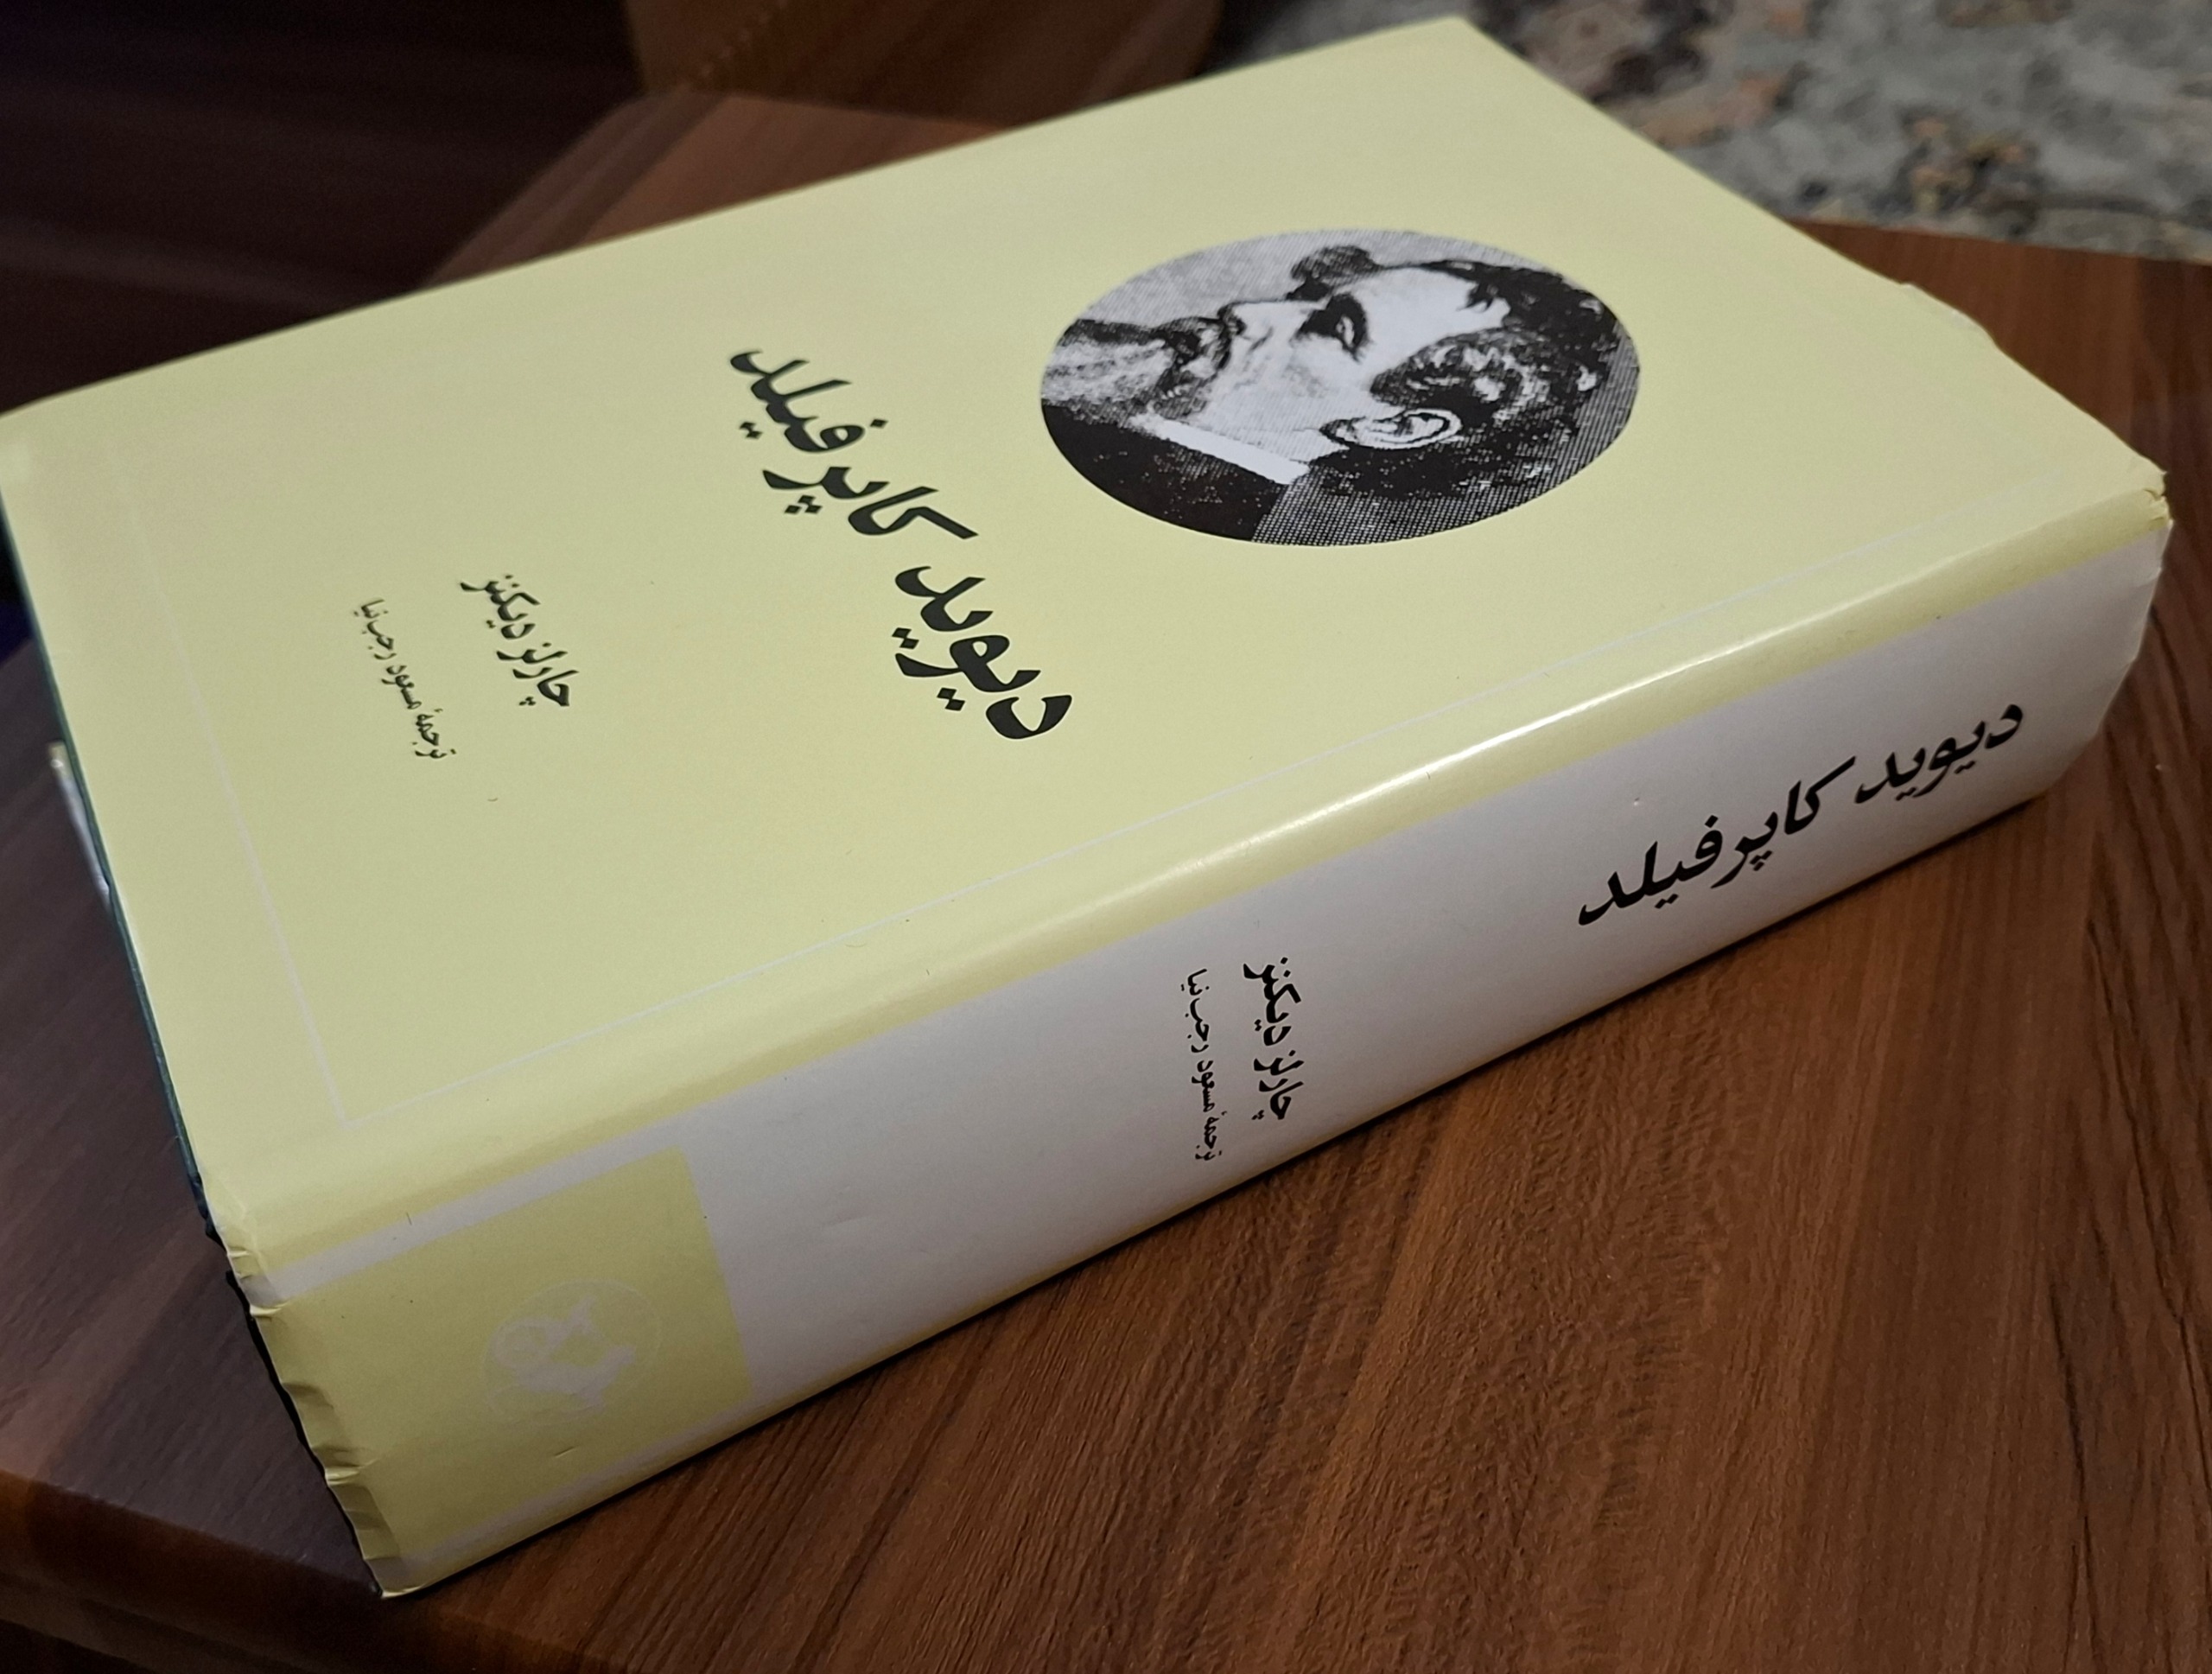 دیوید کاپرفیلد
چارلز دیکنز
ترجمهٔ مسعود رجب‌نیا
دیوید کاپرفیلد
چارلز دیکنز
ترجمهٔ مسعود رجب‌نیا